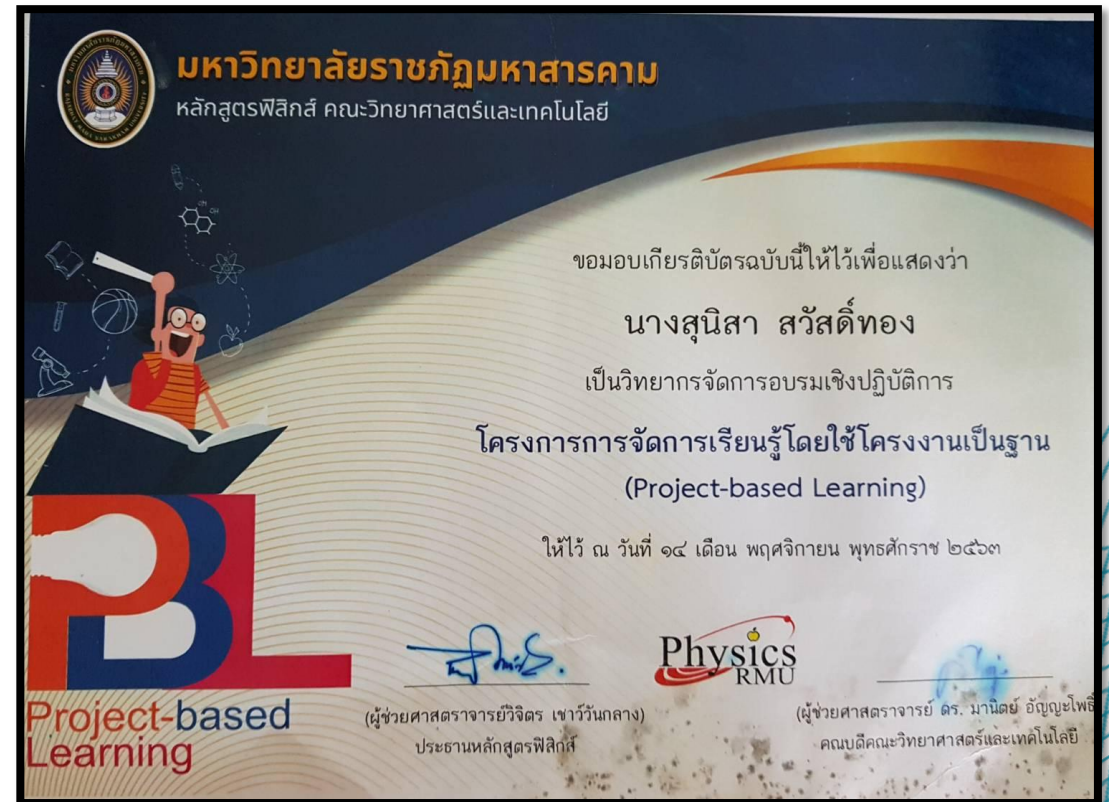 มหาวิทยาลัยราชภัฏมหาสารคาม
หลักสูตรฟิสิกส์ คณะวิทยาศาสตร์และเทคโนโลยี
ขอมอบเกียรติบัตรฉบับนี้ให้ไว้เพื่อแสดงว่า
นางสุนิสา สวัสดิ์ทอง
เป็นวิทยากรจัดการอบรมเชิงปฏิบัติการ
โครงการการจัดการเรียนรู้โดยใช้โครงงานเป็นฐาน
(Project-based Learning)
ให้ไว้ ณ วันที่ ๑๔ เดือน พฤศจิกายน พุทธศักราช ๒๕๖๓
PBL
Project-based
Learning
Physics
RMU
(ผู้ช่วยศาสตราจารย์วิจิตร เชาว์วันกลาง)
ประธานหลักสูตรฟิสิกส์
(ผู้ช่วยศาสตราจารย์ ดร. มานิตย์ อัญญะโพธิ์
คณบดีคณะวิทยาศาสตร์และเทคโนโลยี